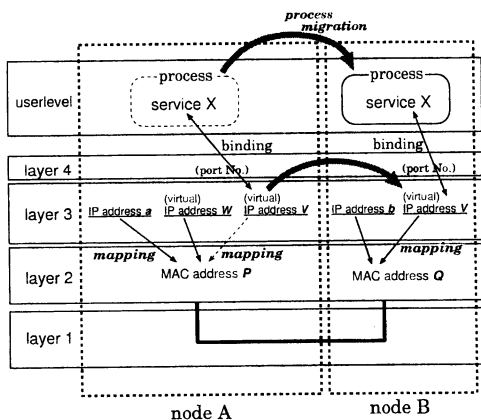 process
migration
process
service X
process
service X
userlevel
binding
binding
layer 4
(port No.)
(port No.)
layer 3
(virtual)
(virtual)
(virtual)
IP address a
IP address W
IP address V
IP address b
IP address V
mapping
mapping
mapping
layer 2
MAC address P
MAC address Q
layer 1
node A
node B